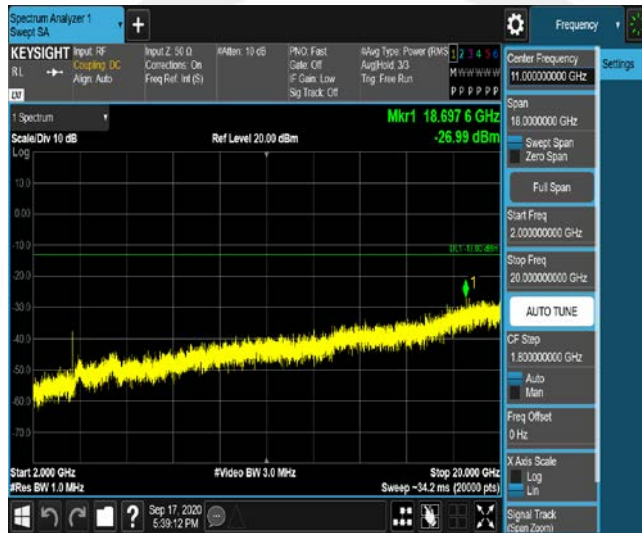 Spectrum Analyzer 1
Swept SA
Frequency
KEYSIGHT
RL
LXI
Input: RF
Coupling: DC
Align: Auto
Input Z: 50 Ω
Corrections: On
Freq Ref: Int (S)
#Atten: 10 dB
PNO: Fast
Gate: Off
IF Gain: Low
Sig Track: Off
#Avg Type: Power (RMS
Avg|Hold: 3/3
Trig: Free Run
1 2 3 4 5 6
M W W W W W
P P P P P P
1 Spectrum
Scale/Div 10 dB
Log
Ref Level 20.00 dBm
Mkr1 18.697 6 GHz
-26.99 dBm
10.0
0.00
-10.0
-20.0
-30.0
-40.0
-50.0
-60.0
-70.0
DL1 -13.00 dBm
1
Start 2.000 GHz
#Res BW 1.0 MHz
#Video BW 3.0 MHz
Stop 20.000 GHz
Sweep ~34.2 ms (20000 pts)
Sep 17, 2020
5:39:12 PM
Center Frequency
11.000000000 GHz
Span
18.0000000 GHz
Swept Span
Zero Span
Full Span
Start Freq
2.000000000 GHz
Stop Freq
20.000000000 GHz
AUTO TUNE
CF Step
1.800000000 GHz
Auto
Man
Freq Offset
0 Hz
X Axis Scale
Log
Lin
Signal Track
(Span Zoom)
Settings